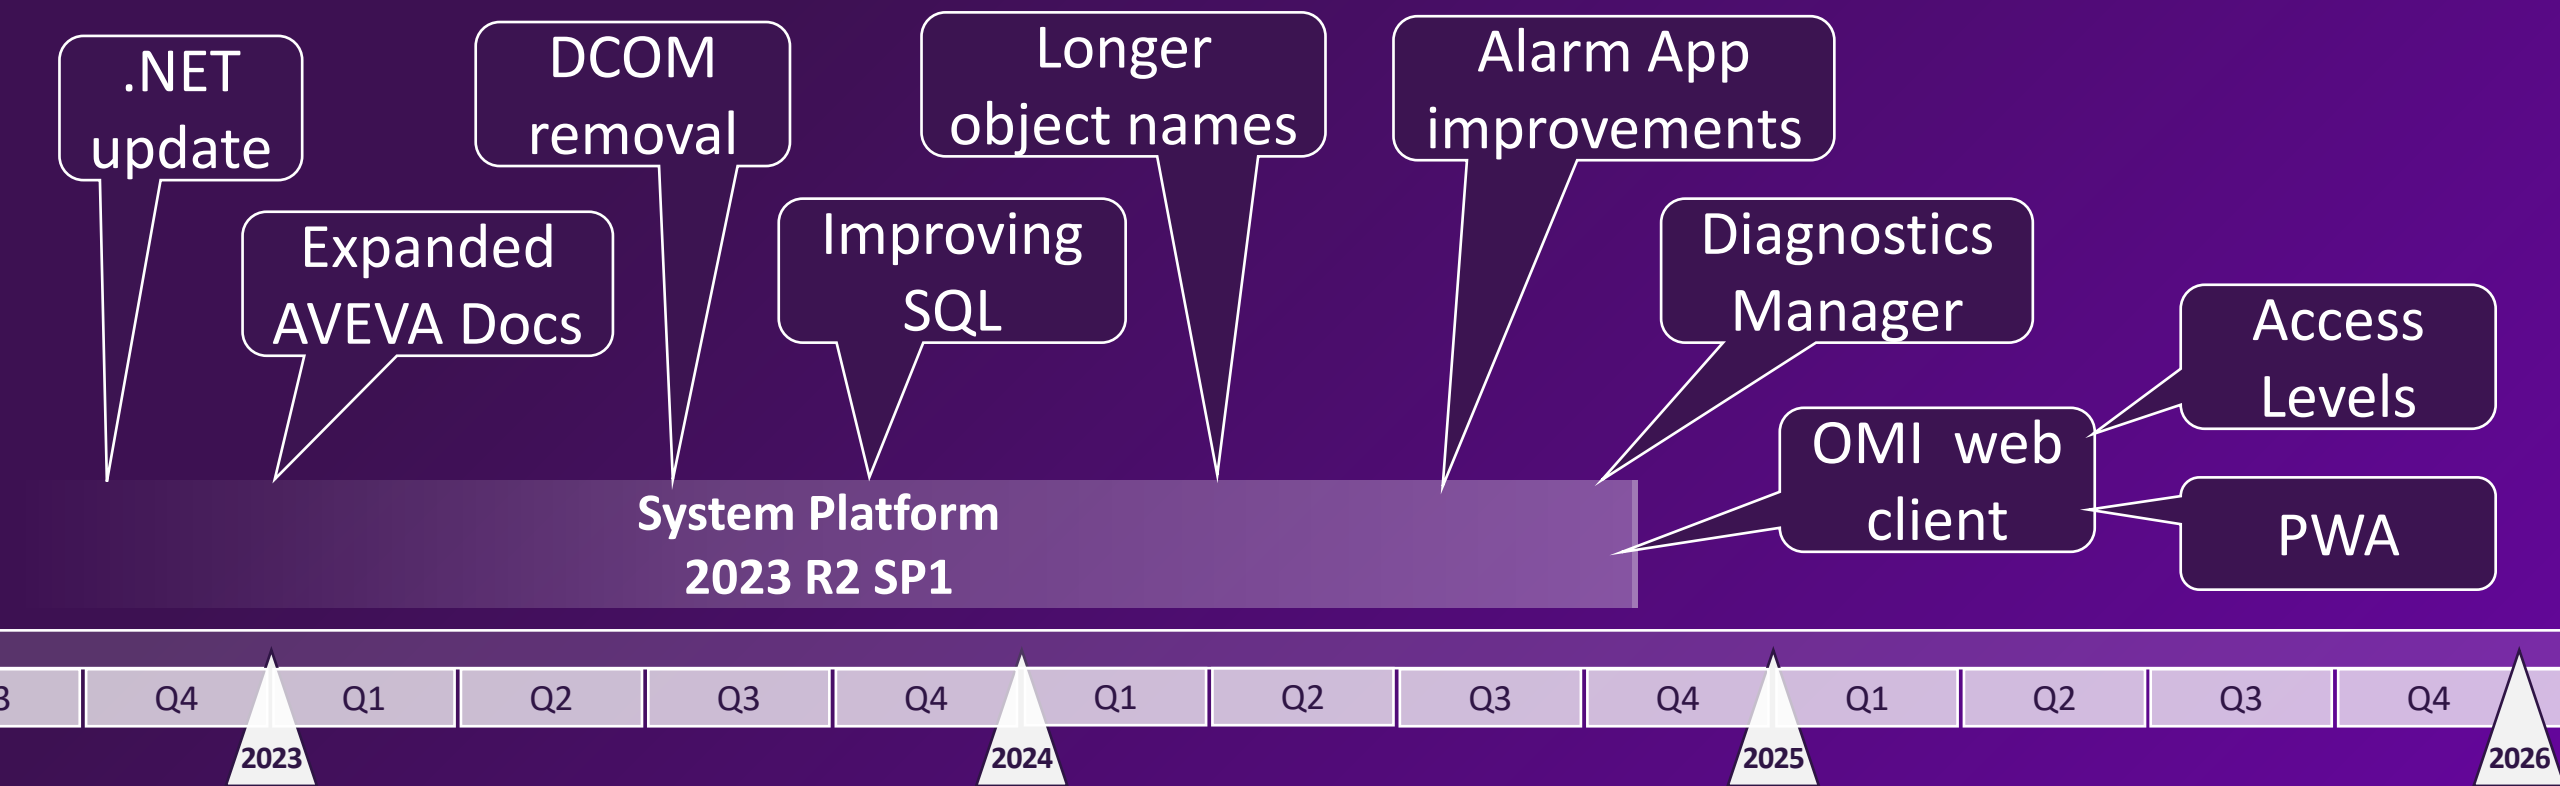 .NET
update
DCOM
removal
Longer
object names
Alarm App
improvements
Expanded
AVEVA Docs
Improving
SQL
Diagnostics
Manager
Access
Levels
OMI  web
client
PWA
System Platform
2023 R2 SP1
3
Q4
Q1
Q2
Q3
Q4
Q1
Q2
Q3
Q4
Q1
Q2
Q3
Q4
2023
2024
2025
2026